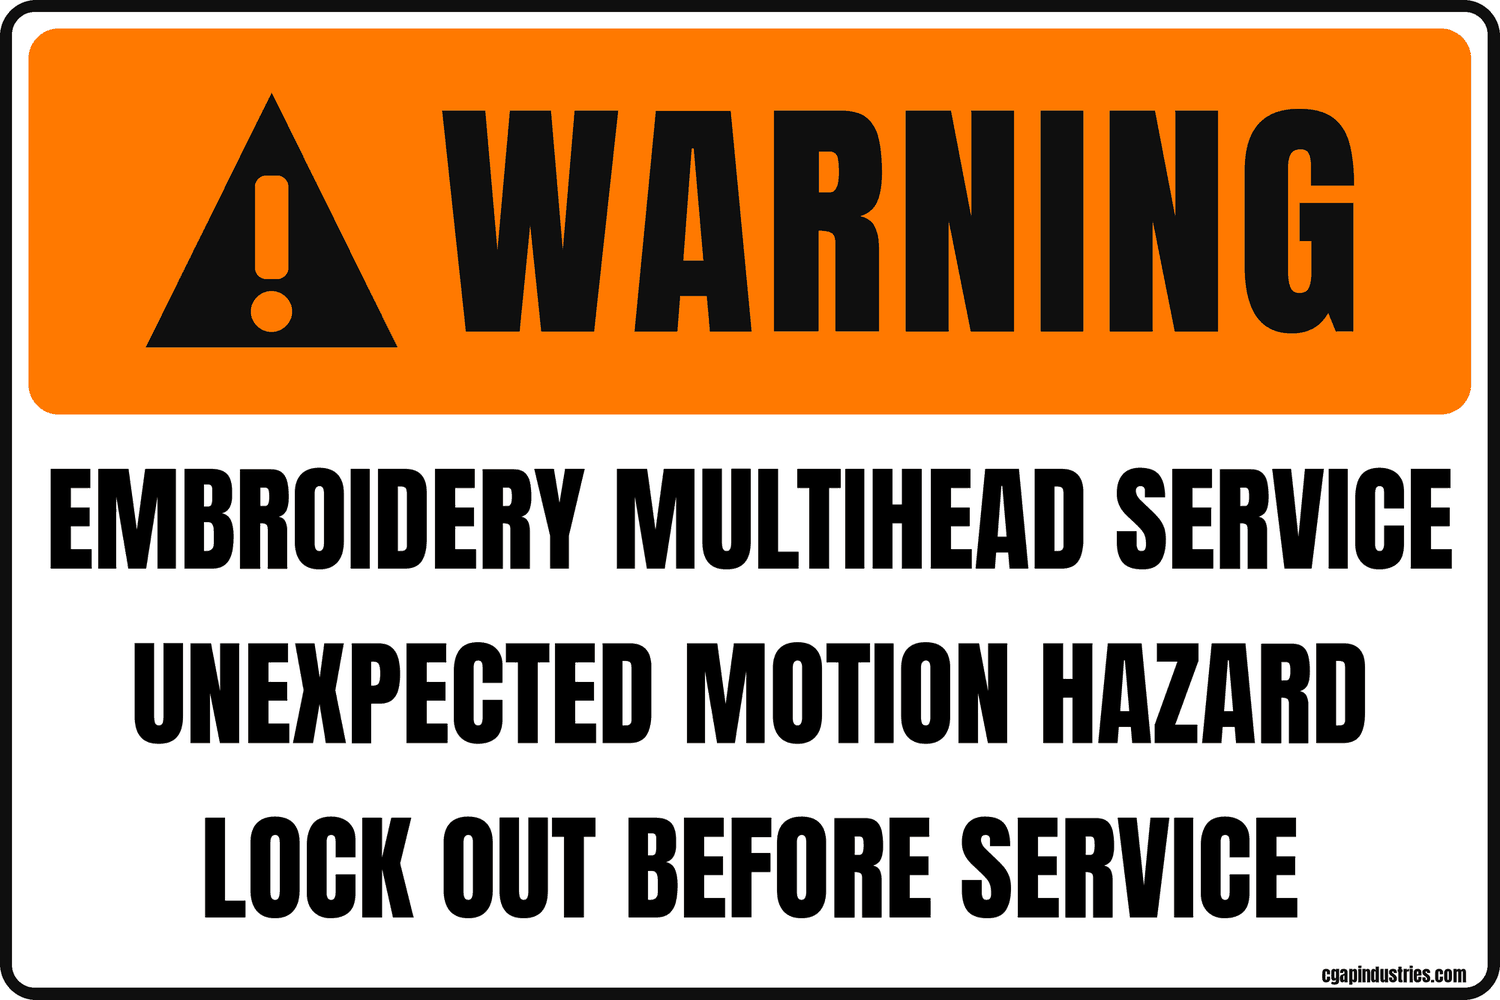 WARNING
EMBROIDERY MULTIHEAD SERVICE
UNEXPECTED MOTION HAZARD
LOCK OUT BEFORE SERVICE
cgapindustries.com